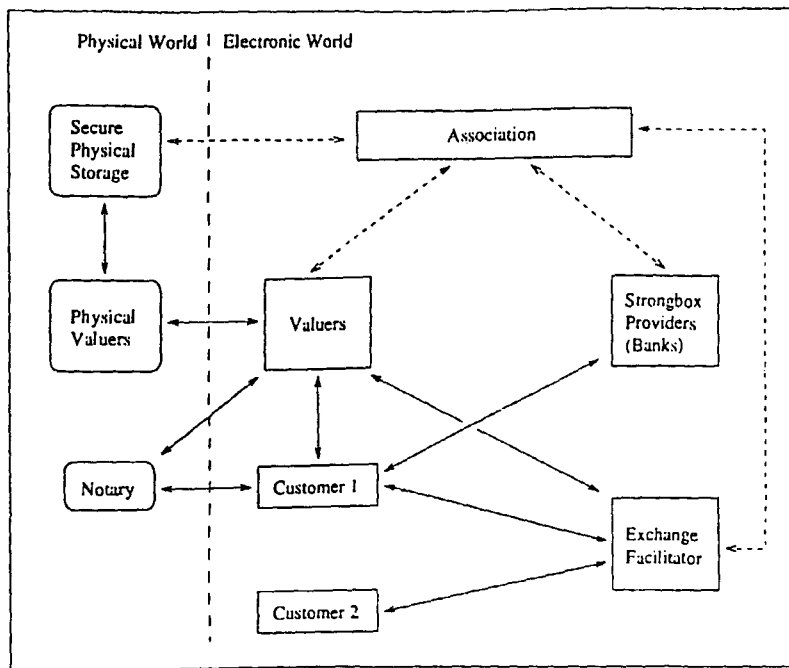 Physical World
Electronic World
Secure
Physical
Storage
Association
Physical
Valuers
Valuers
Strongbox
Providers
(Banks)
Notary
Customer 1
Exchange
Facilitator
Customer 2